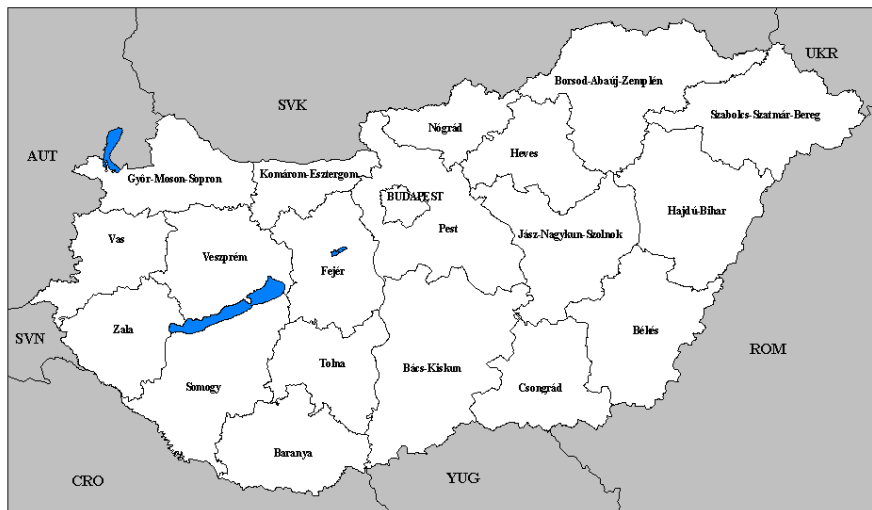 UKR
Borsod-Abaúj-Zemplén
SVK
Szabolcs-Szatmár-Bereg
Nógrád
Heves
AUT
Komárom-Esztergom
Győr-Moson-Sopron
BUDAPEST
Hajdú-Bihar
Pest
Jász-Nagykun-Szolnok
Vas
Veszprém
Fejér
Zala
Békés
SVN
ROM
Tolna
Bács-Kiskun
Somogy
Csongrád
Baranya
CRO
YUG